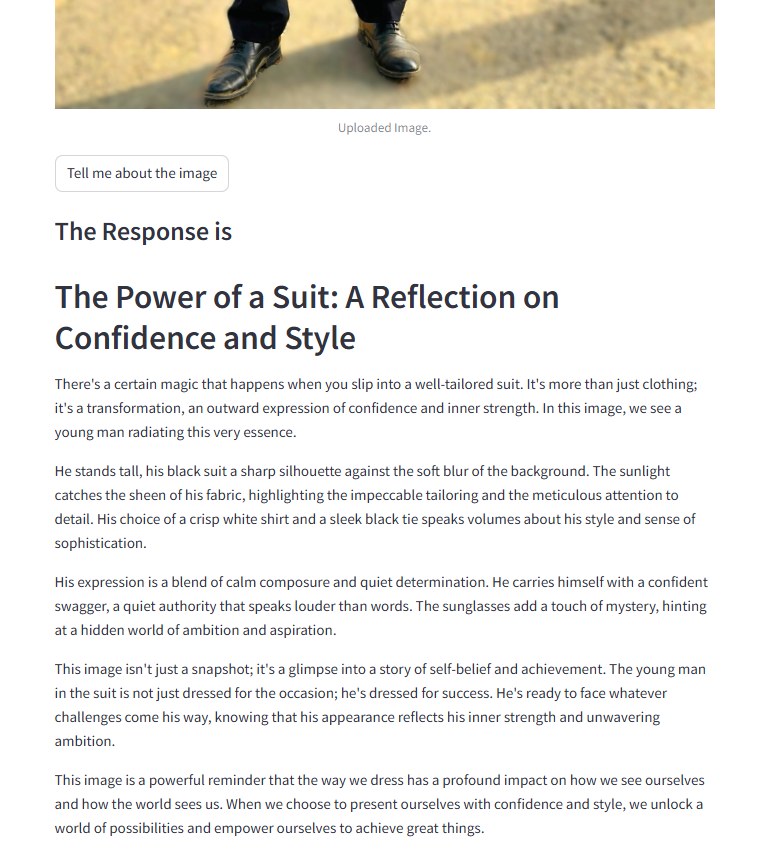 Uploaded Image.
Tell me about the image
The Response is
The Power of a Suit: A Reflection on
Confidence and Style
There's a certain magic that happens when you slip into a well-tailored suit. It's more than just clothing;
it's a transformation, an outward expression of confidence and inner strength. In this image, we see a
young man radiating this very essence.
He stands tall, his black suit a sharp silhouette against the soft blur of the background. The sunlight
catches the sheen of his fabric, highlighting the impeccable tailoring and the meticulous attention to
detail. His choice of a crisp white shirt and a sleek black tie speaks volumes about his style and sense of
sophistication.
His expression is a blend of calm composure and quiet determination. He carries himself with a confident
swagger, a quiet authority that speaks louder than words. The sunglasses add a touch of mystery, hinting
at a hidden world of ambition and aspiration.
This image isn't just a snapshot; it's a glimpse into a story of self-belief and achievement. The young man
in the suit is not just dressed for the occasion; he's dressed for success. He's ready to face whatever
challenges come his way, knowing that his appearance reflects his inner strength and unwavering
ambition.
This image is a powerful reminder that the way we dress has a profound impact on how we see ourselves
and how the world sees us. When we choose to present ourselves with confidence and style, we unlock a
world of possibilities and empower ourselves to achieve great things.